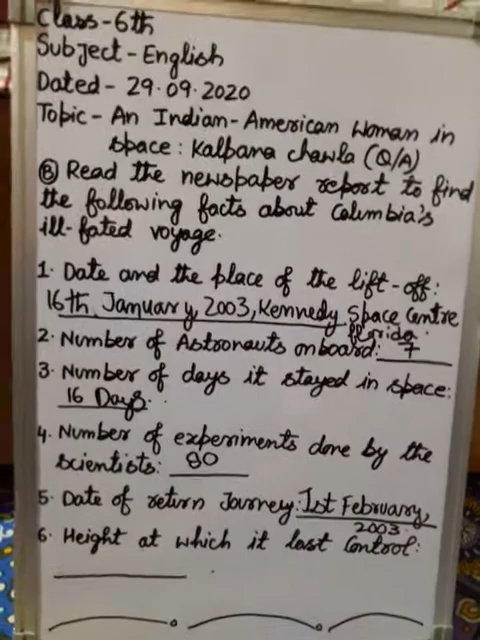 Class-6th
Subject-English
Dated- 29.09.2020
Topic- An Indian-American Woman in
space: Kalpana chawla (Q/A)
Ⓑ Read the newspaper report to find
the following facts about Columbia's
ill-fated voyage.
1. Date and the place of the lift-off:
16th January, 2003, Kennedy Space Centre
florida.
2. Number of Astronauts onboard: 7
3. Number of days it stayed in space:
16 Days.
4. Number of experiments done by the
scientists: 80
5. Date of return Jorney: 1st February,
2003.
6. Height at which it last Control: